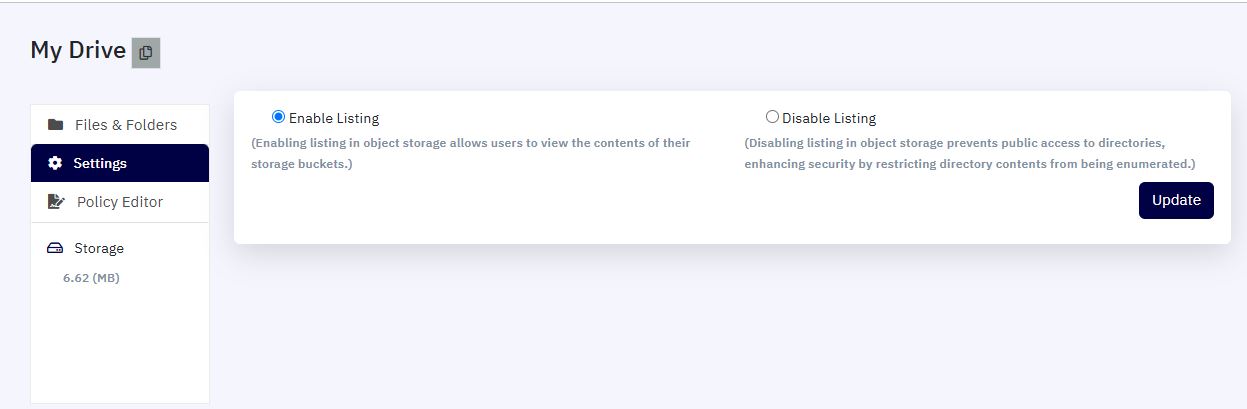 My Drive
Files & Folders
Settings
Policy Editor
Storage
6.62 (MB)
Enable Listing
(Enabling listing in object storage allows users to view the contents of their
storage buckets.)
Disable Listing
(Disabling listing in object storage prevents public access to directories,
enhancing security by restricting directory contents from being enumerated.)
Update